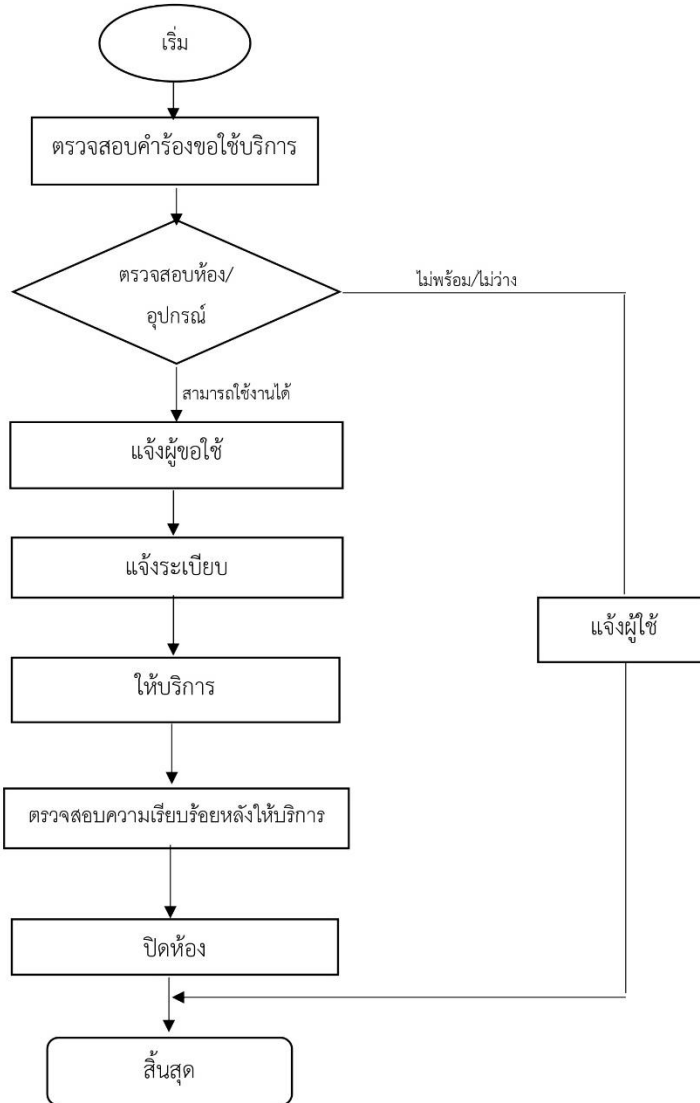 เริ่ม
ตรวจสอบคำร้องขอใช้บริการ
ตรวจสอบห้อง/
อุปกรณ์
ไม่พร้อม/ไม่ว่าง
สามารถใช้งานได้
แจ้งผู้ขอใช้
แจ้งระเบียบ
แจ้งผู้ใช้
ให้บริการ
ตรวจสอบความเรียบร้อยหลังให้บริการ
ปิดห้อง
สิ้นสุด